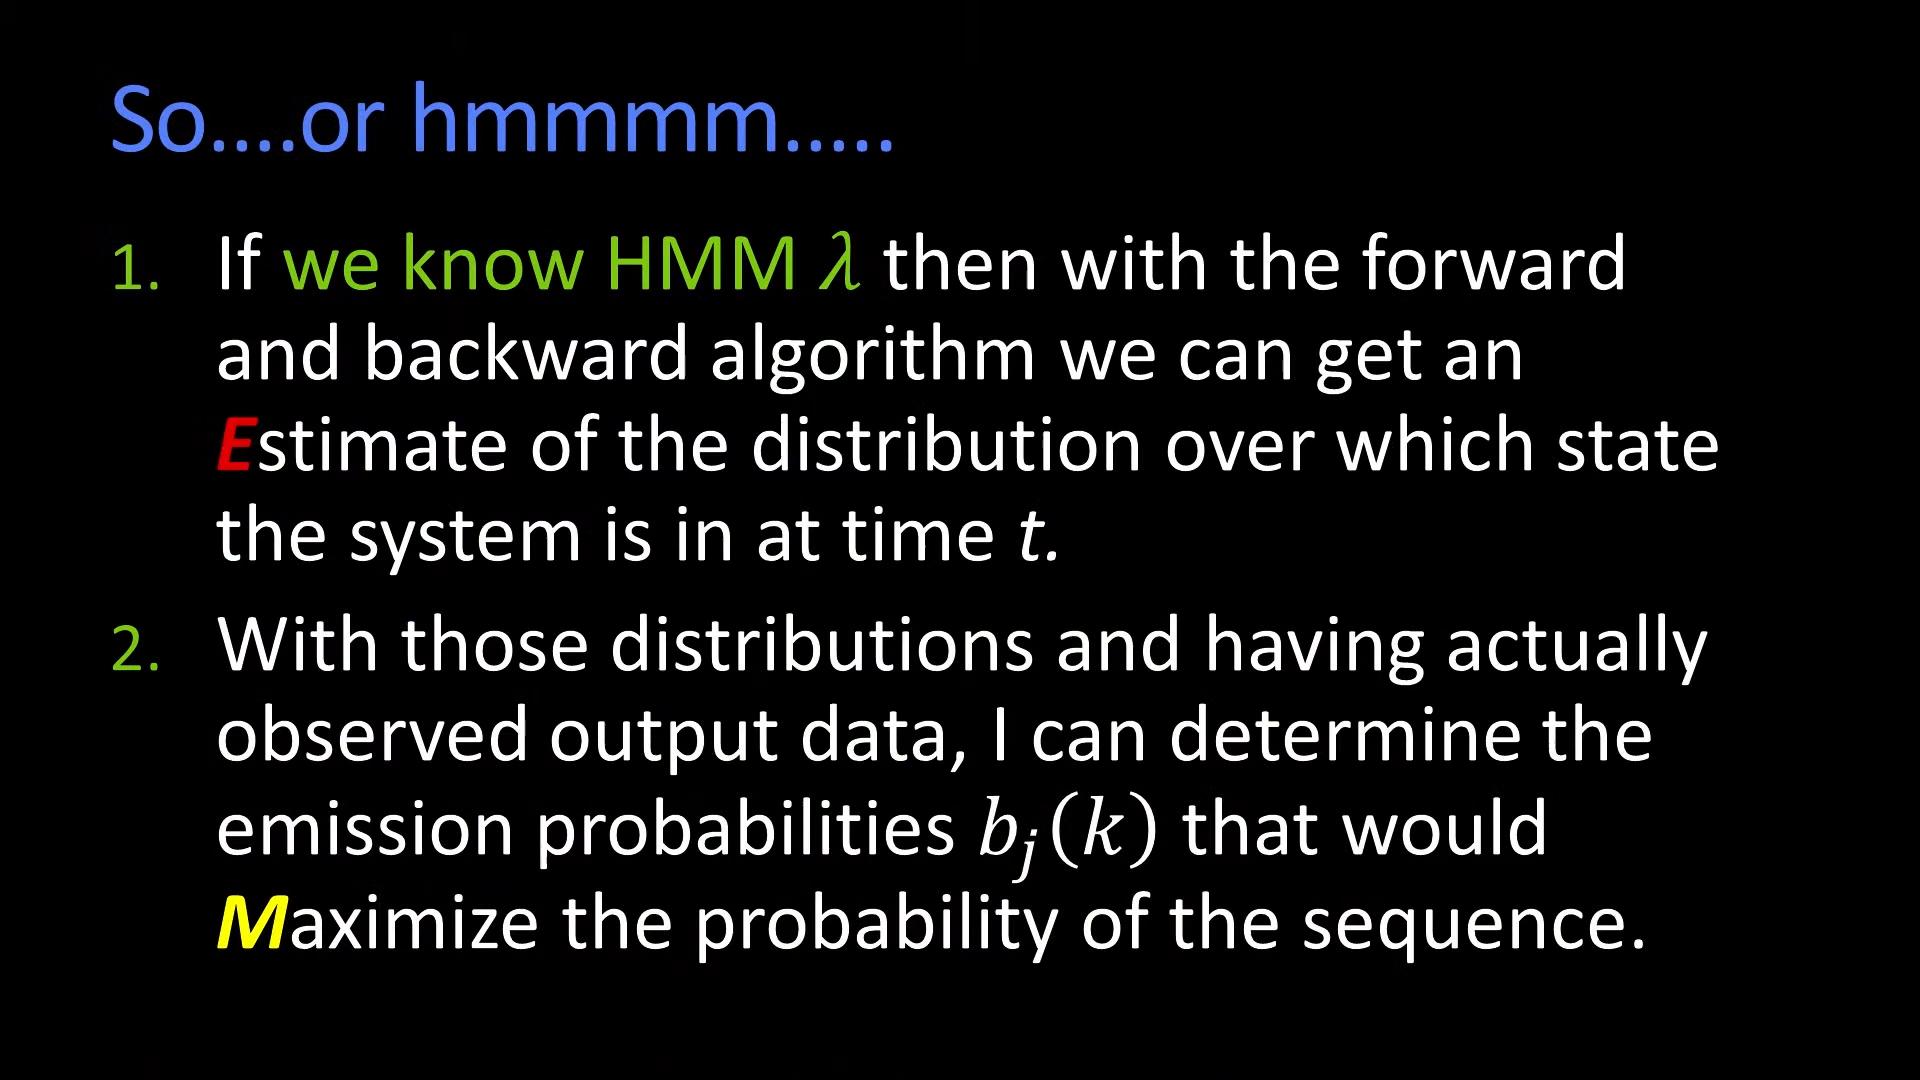 So....or hmmmm.....
1. If we know HMM λ then with the forward
and backward algorithm we can get an
Estimate of the distribution over which state
the system is in at time t.
2. With those distributions and having actually
observed output data, I can determine the
emission probabilities b_j(k) that would
Maximize the probability of the sequence.